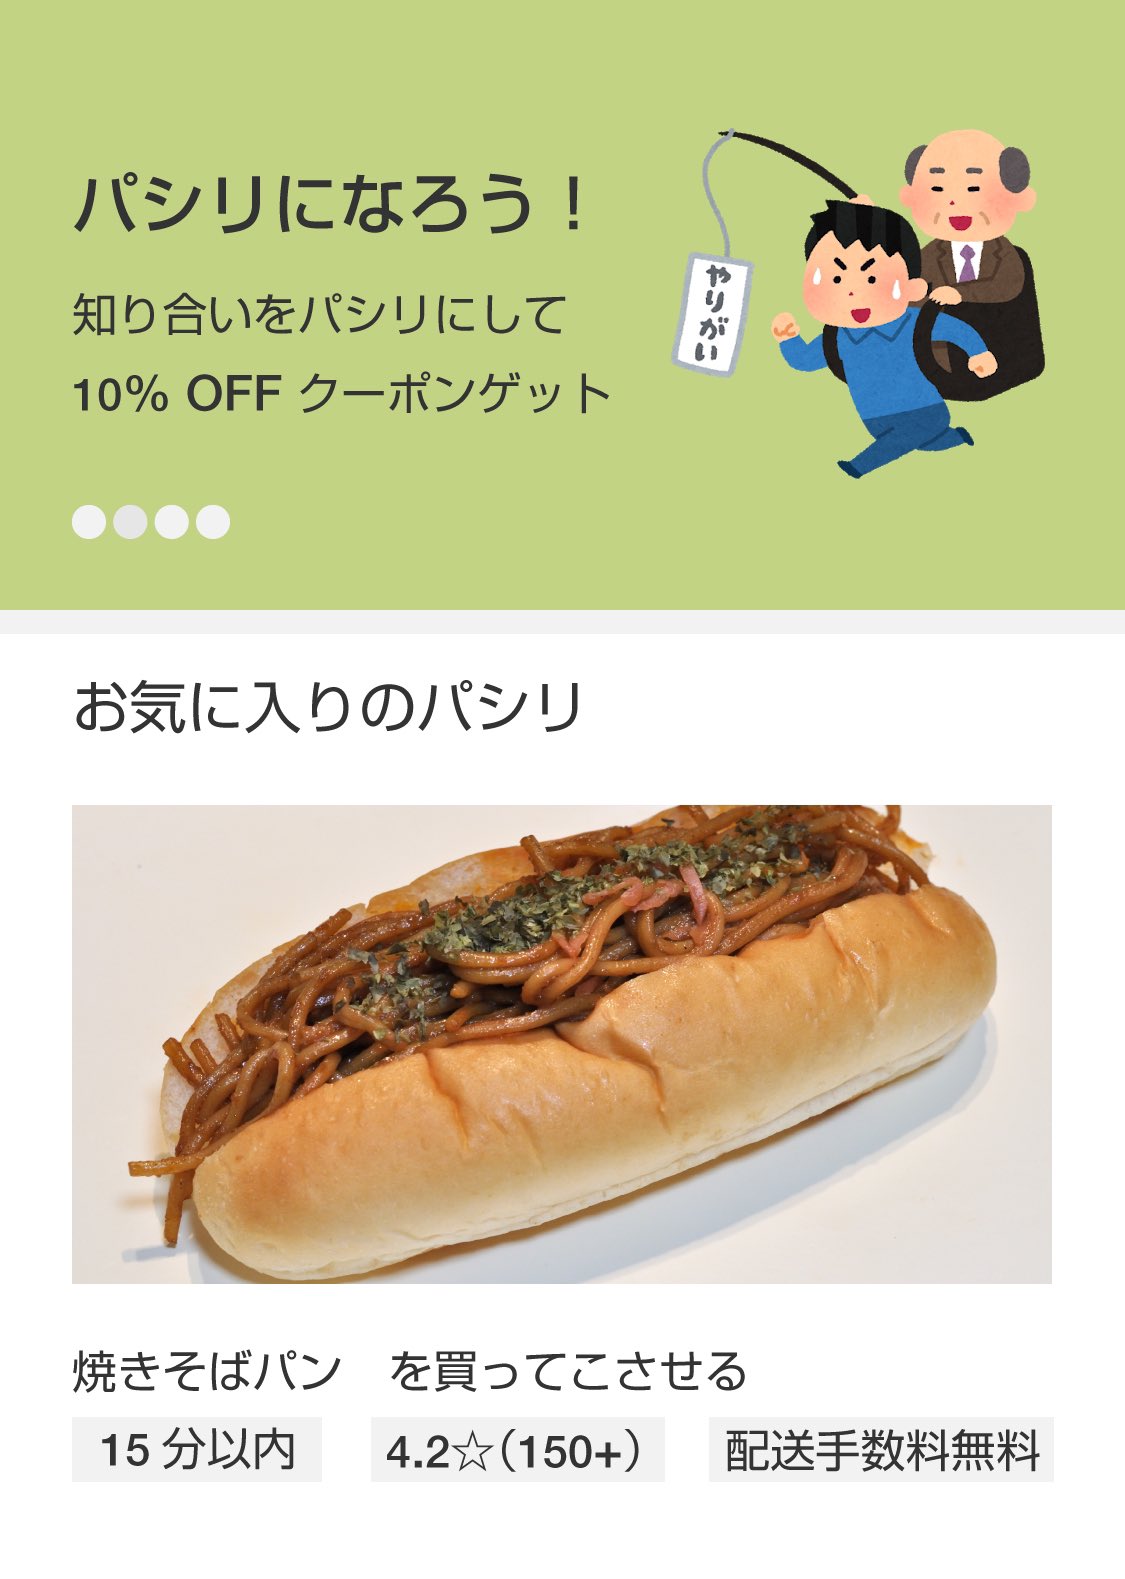 パシリになろう！
知り合いをパシリにして
10% OFF クーポンゲット
やりがい
お気に入りのパシリ
焼きそばパン　を買ってこさせる
15 分以内
4.2☆（150+）
配送手数料無料